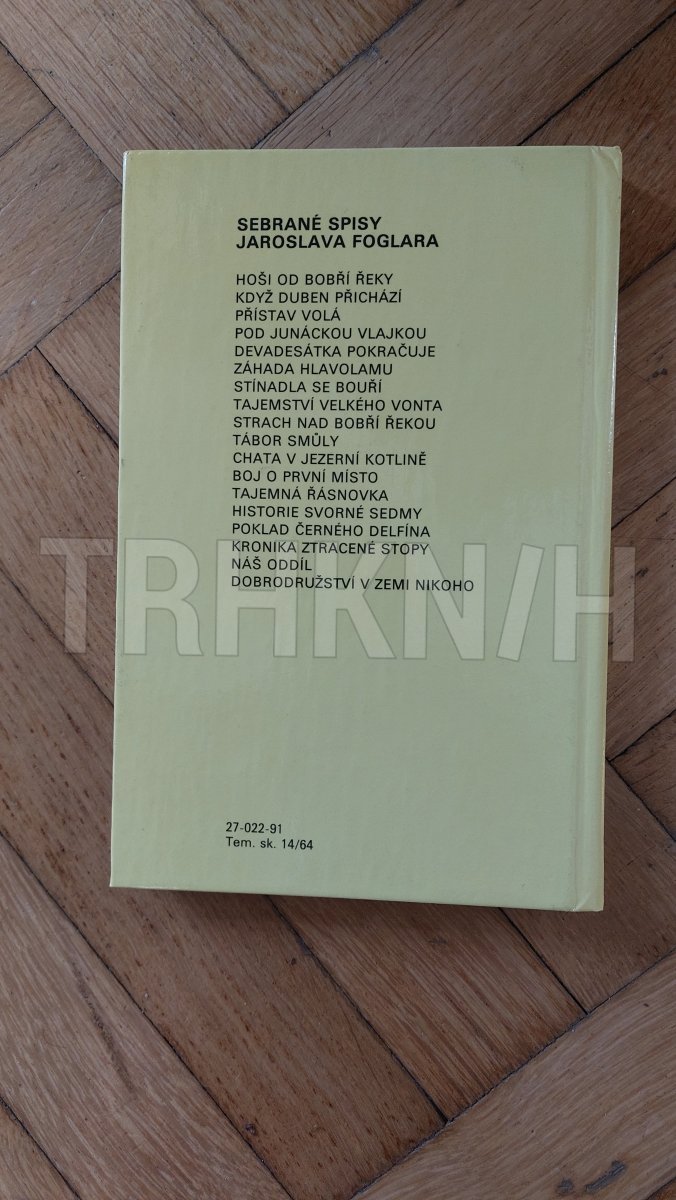 SEBRANÉ SPISY
JAROSLAVA FOGLARA
HOŠI OD BOBŘÍ ŘEKY
KDYŽ DUBEN PŘICHÁZÍ
PŘÍSTAV VOLÁ
POD JUNÁCKOU VLAJKOU
DEVADESÁTKA POKRAČUJE
ZÁHADA HLAVOLAMU
STÍNADLA SE BOUŘÍ
TAJEMSTVÍ VELKÉHO VONTA
STRACH NAD BOBŘÍ ŘEKOU
TÁBOR SMŮLY
CHATA V JEZERNÍ KOTLINĚ
BOJ O PRVNÍ MÍSTO
TAJEMNÁ ŘÁSNOVKA
HISTORIE SVORNÉ SEDMY
POKLAD ČERNÉHO DELFÍNA
KRONIKA ZTRACENÉ STOPY
NÁŠ ODDÍL
DOBRODRUŽSTVÍ V ZEMI NIKOHO
TRHKNIH
27-022-91
Tem. sk. 14/64